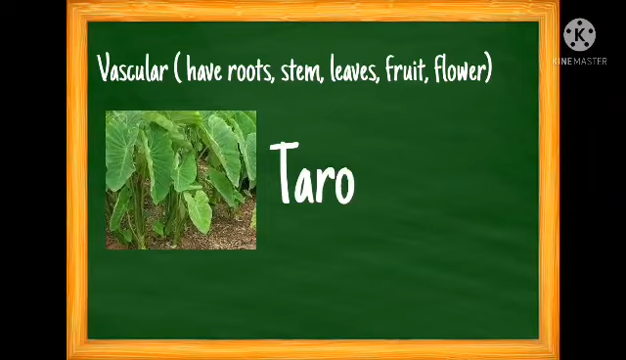 Vascular ( have roots, stem, leaves, fruit, flower)
Taro
K
KINEMASTER